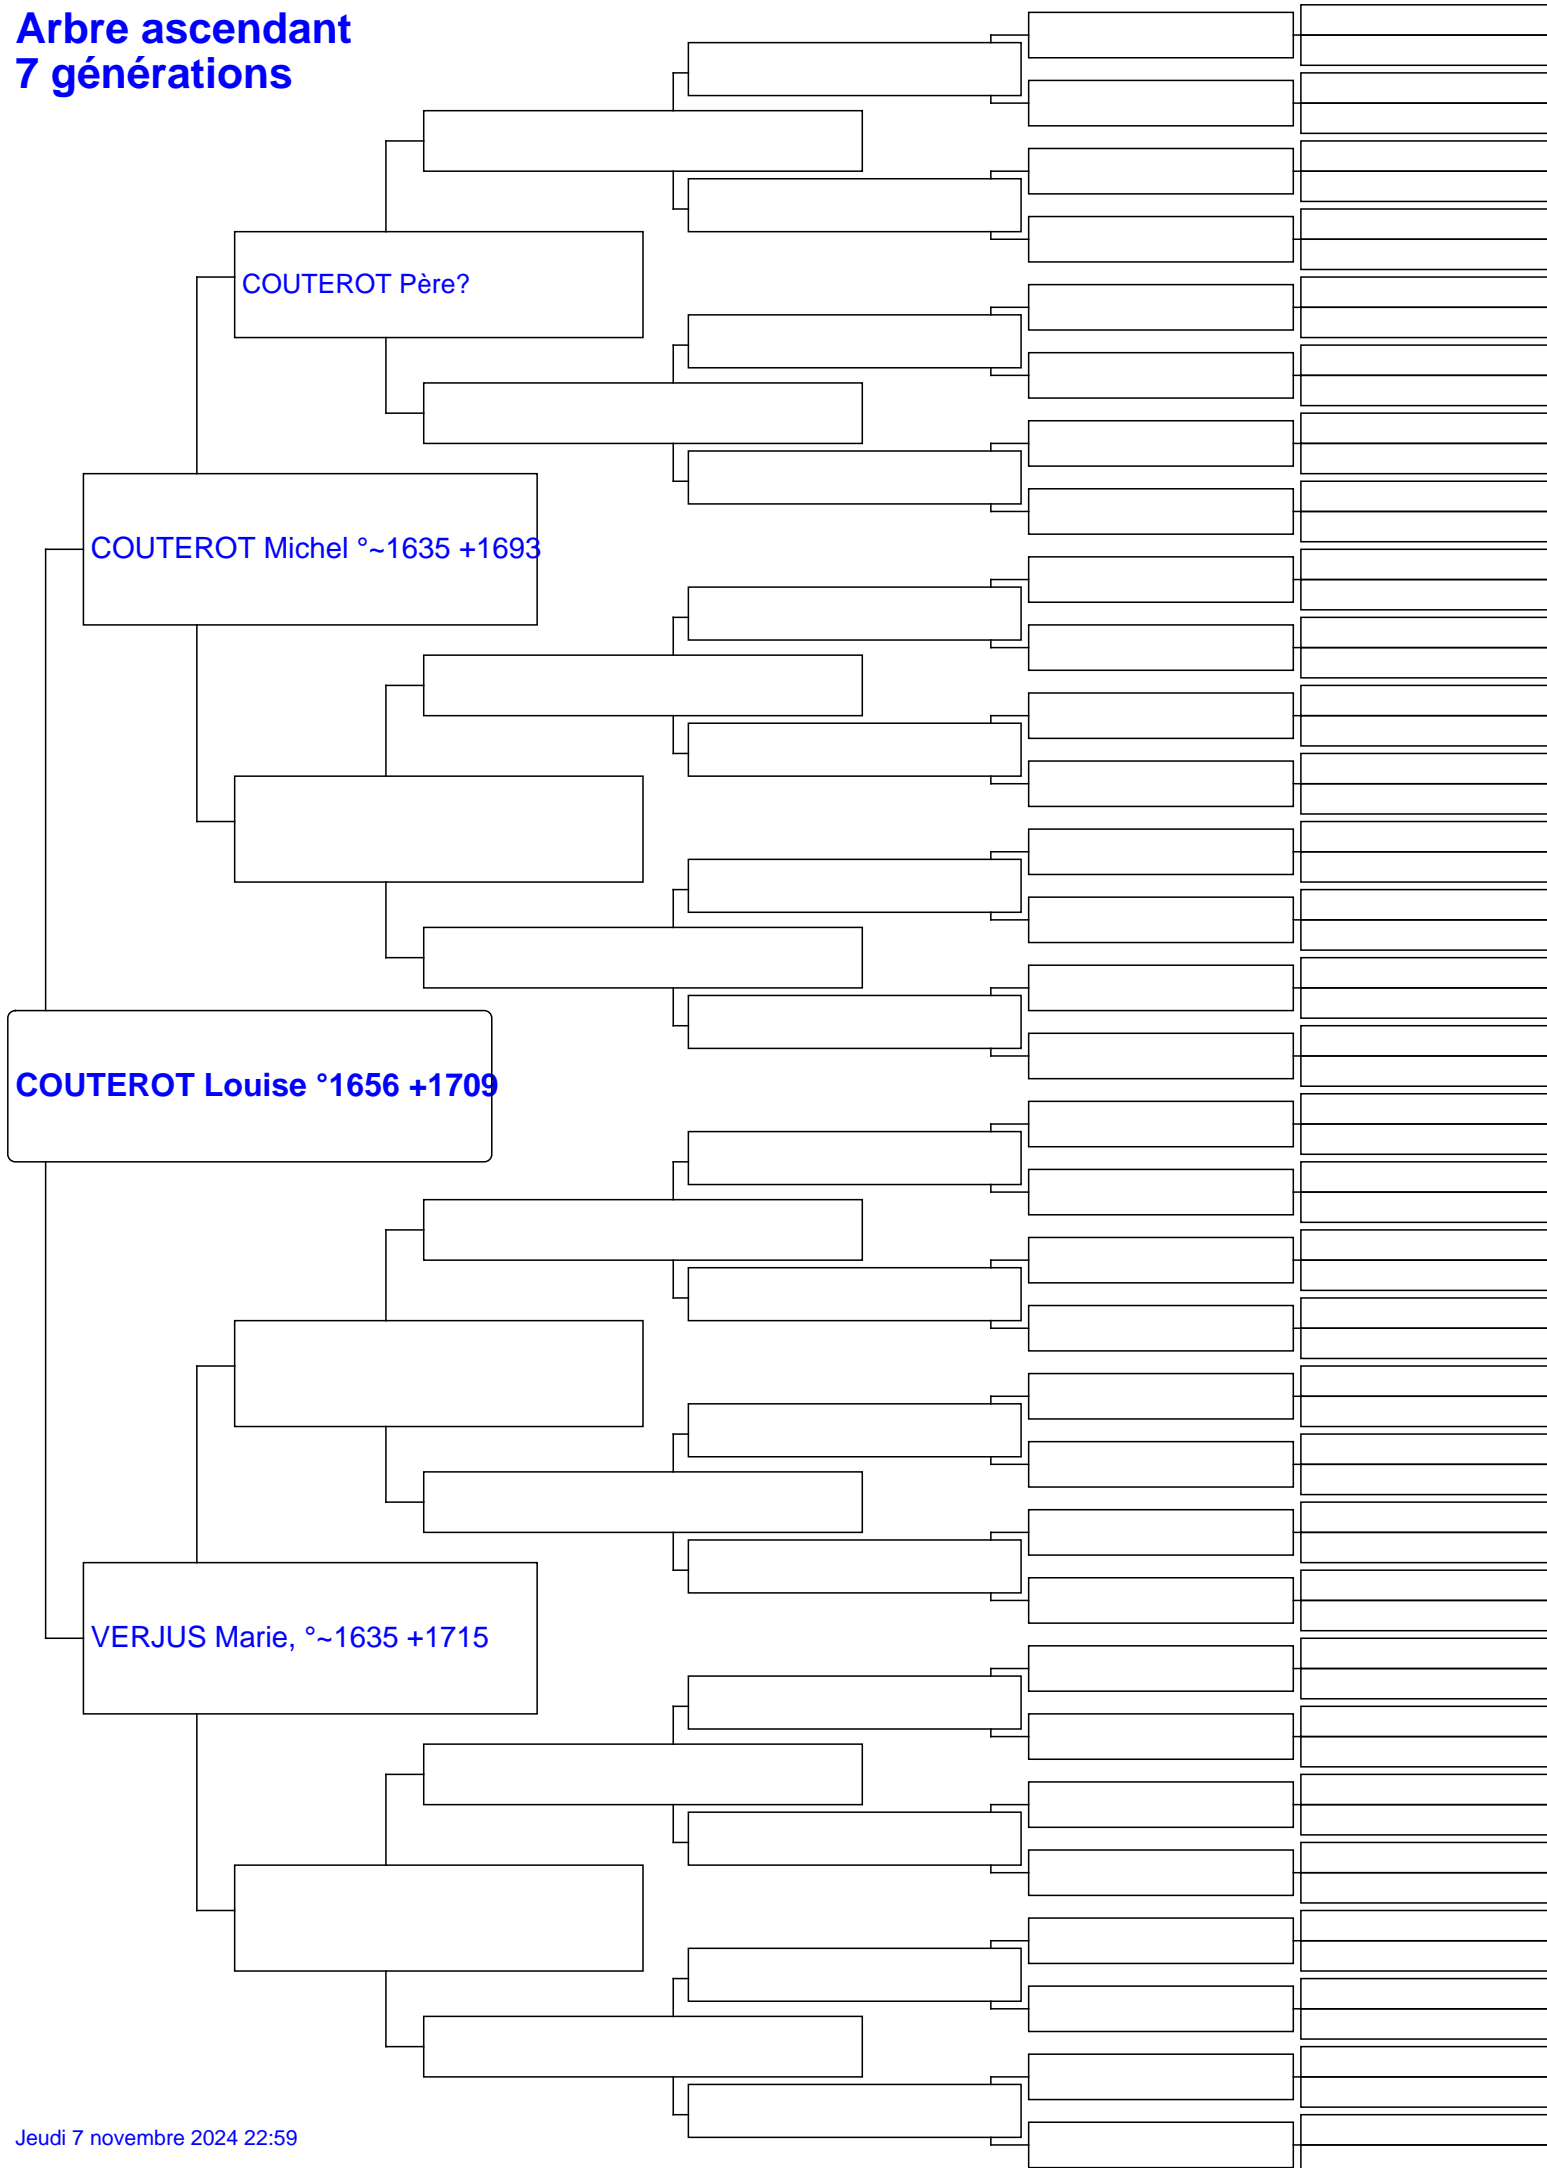 Arbre ascendant
7 générations
COUTEROT Père?
COUTEROT Michel °~1635 +1693
COUTEROT Louise °1656 +1709
VERJUS Marie, °~1635 +1715
Jeudi 7 novembre 2024 22:59